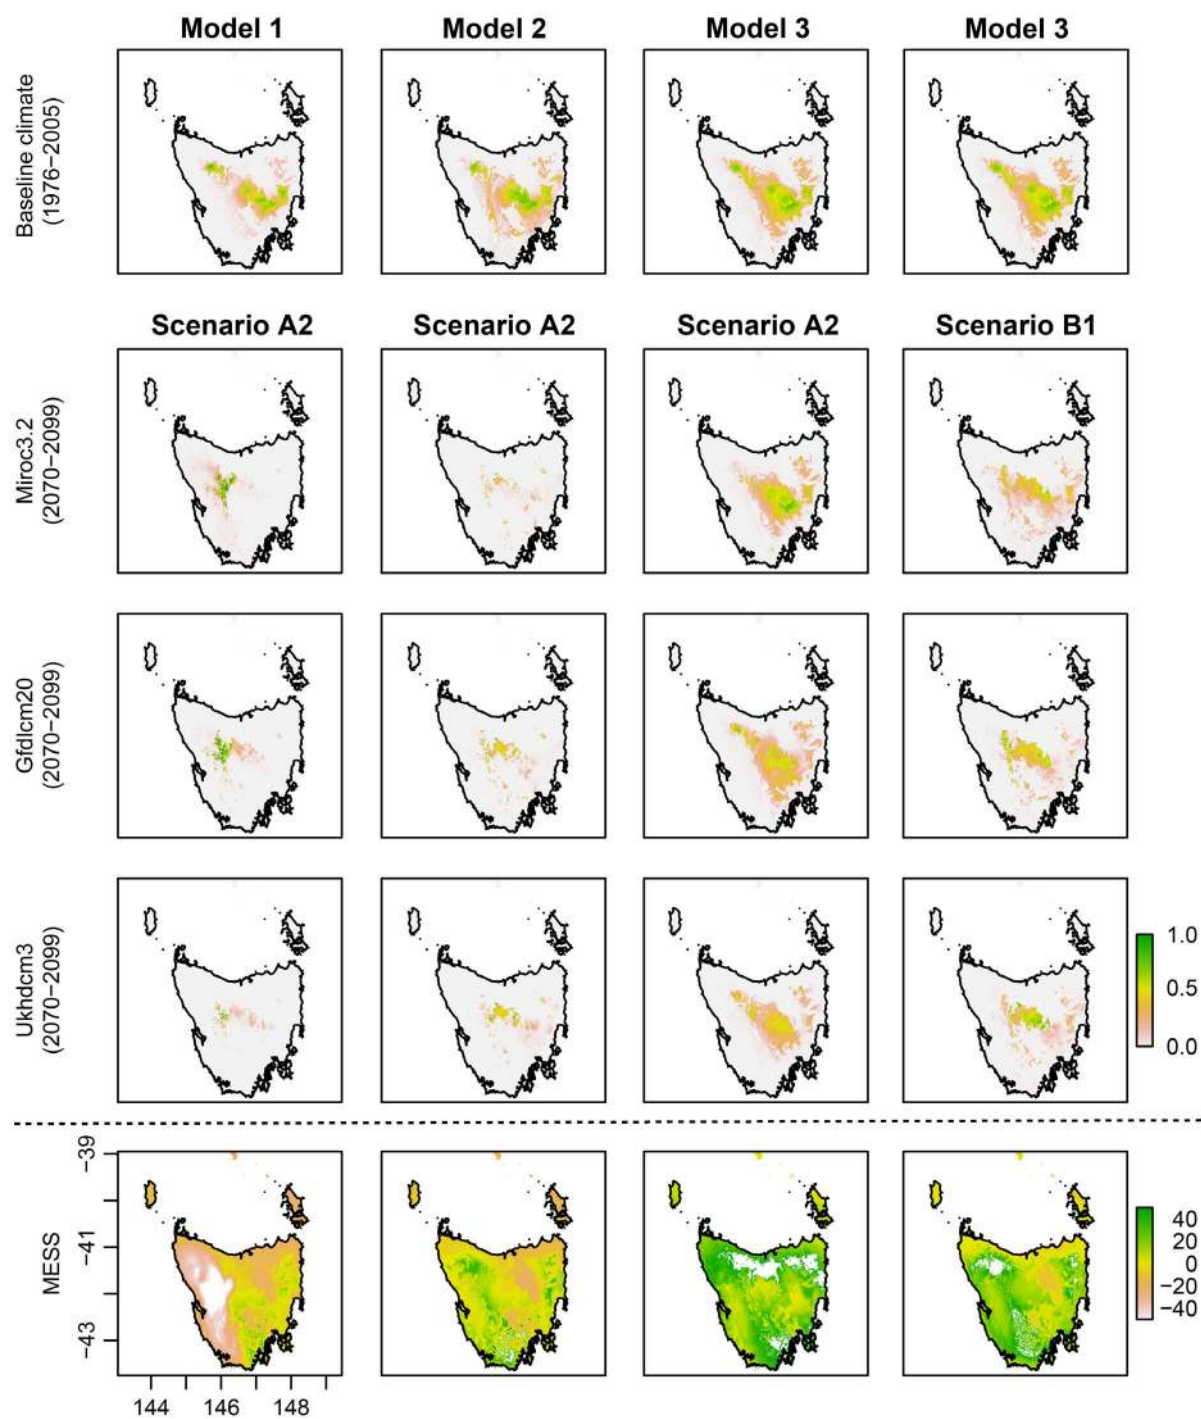 Model 1 Model 2 Model 3 Model 3
Baseline climate
(1976−2005)
Scenario A2 Scenario A2 Scenario A2 Scenario B1
Miroc3.2
(2070−2099)
Gfdlcm20
(2070−2099)
Ukhdcm3
(2070−2099)
1.0
0.5
0.0
MESS
−39
−41
−43
40
20
0
−20
−40
144 146 148